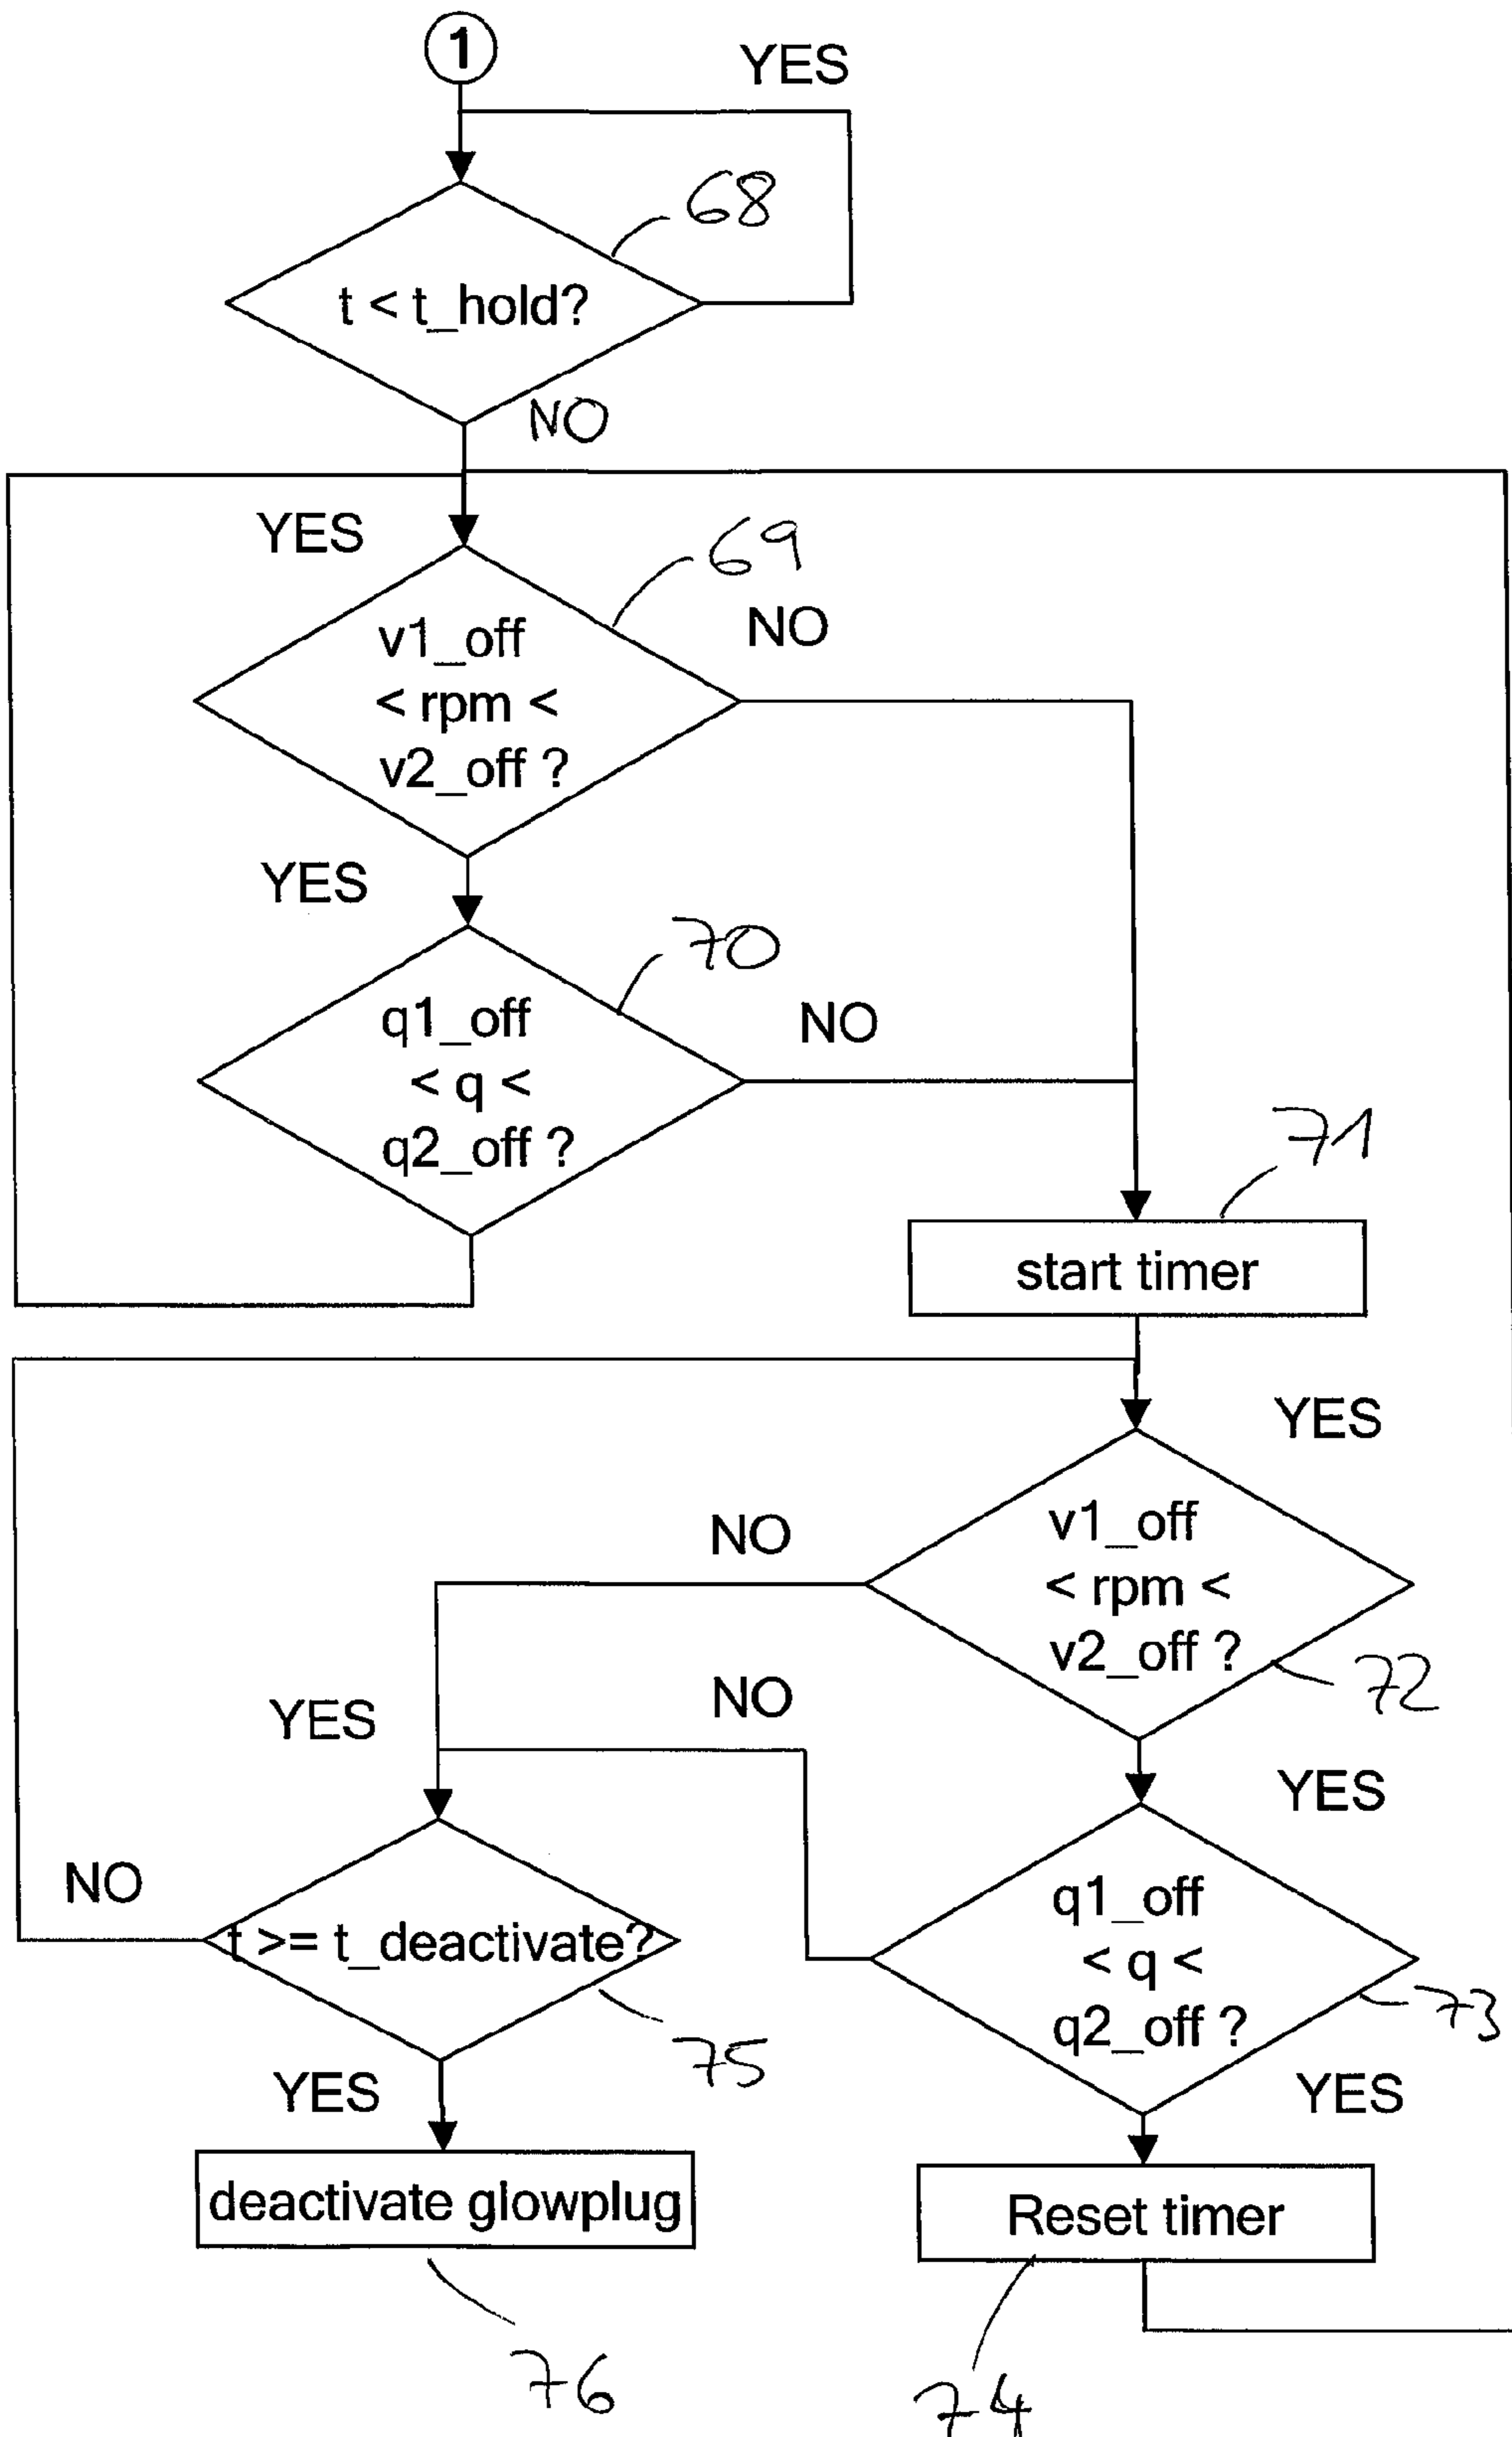 1
YES
68
t < t_hold?
NO
YES
69
NO
v1_off
< rpm <
v2_off ?
YES
70
NO
q1_off
< q <
q2_off ?
71
start timer
YES
NO
v1_off
< rpm <
v2_off ?
72
NO
YES
YES
NO
t >= t_deactivate?
q1_off
< q <
q2_off ?
73
75
YES
YES
deactivate glowplug
Reset timer
76
74